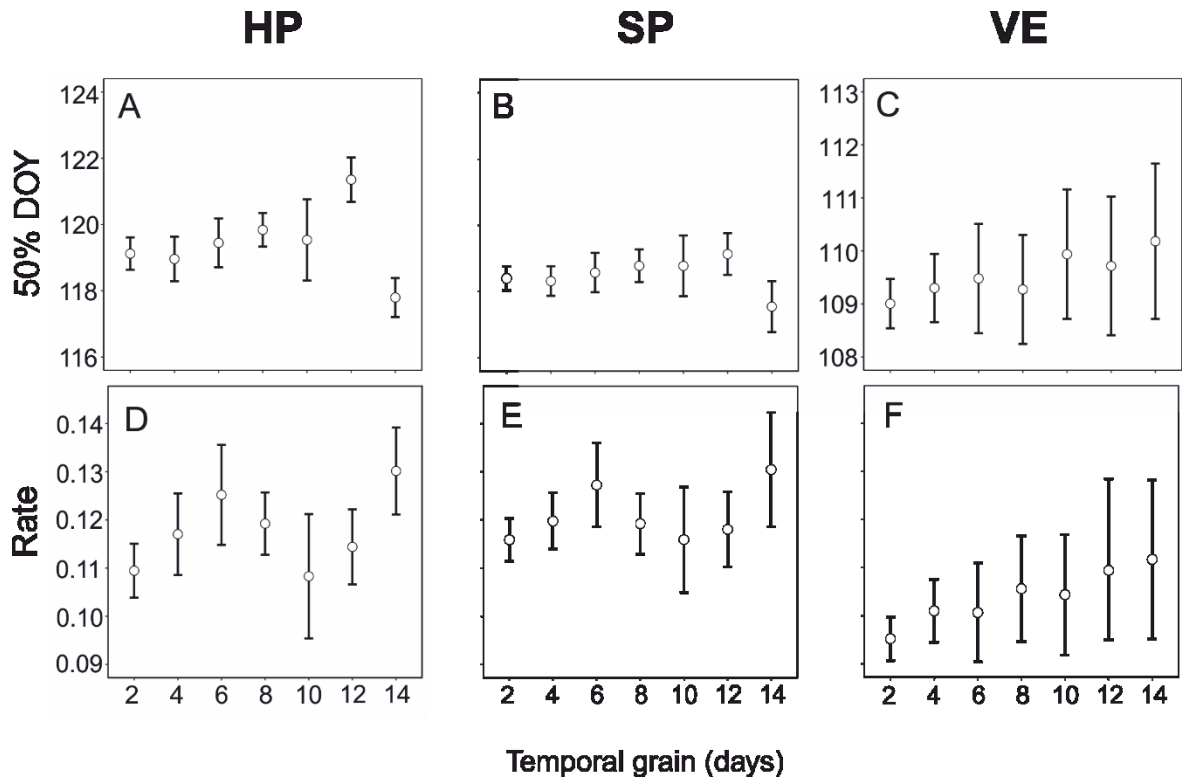 HP SP VE
50% DOY
A
124
122
120
118
116
B
C
113
112
111
110
109
108
Rate
D
0.14
0.13
0.12
0.11
0.10
0.09
E
F
2 4 6 8 10 12 14 2 4 6 8 10 12 14 2 4 6 8 10 12 14
Temporal grain (days)